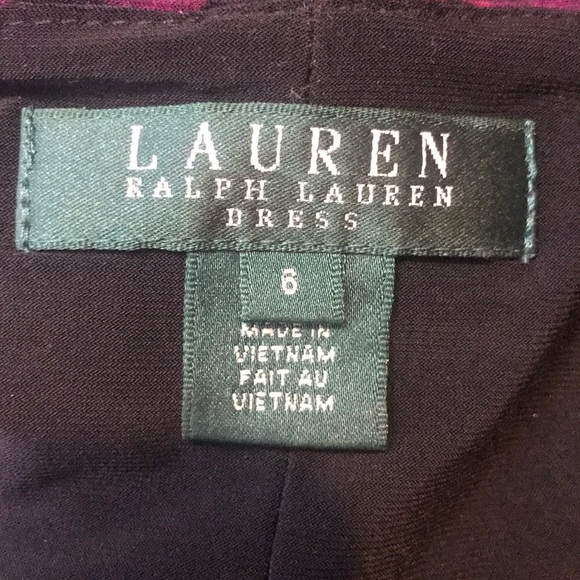 LAUREN
RALPH LAUREN
DRESS
6
MADE IN
VIETNAM
FAIT AU
VIETNAM